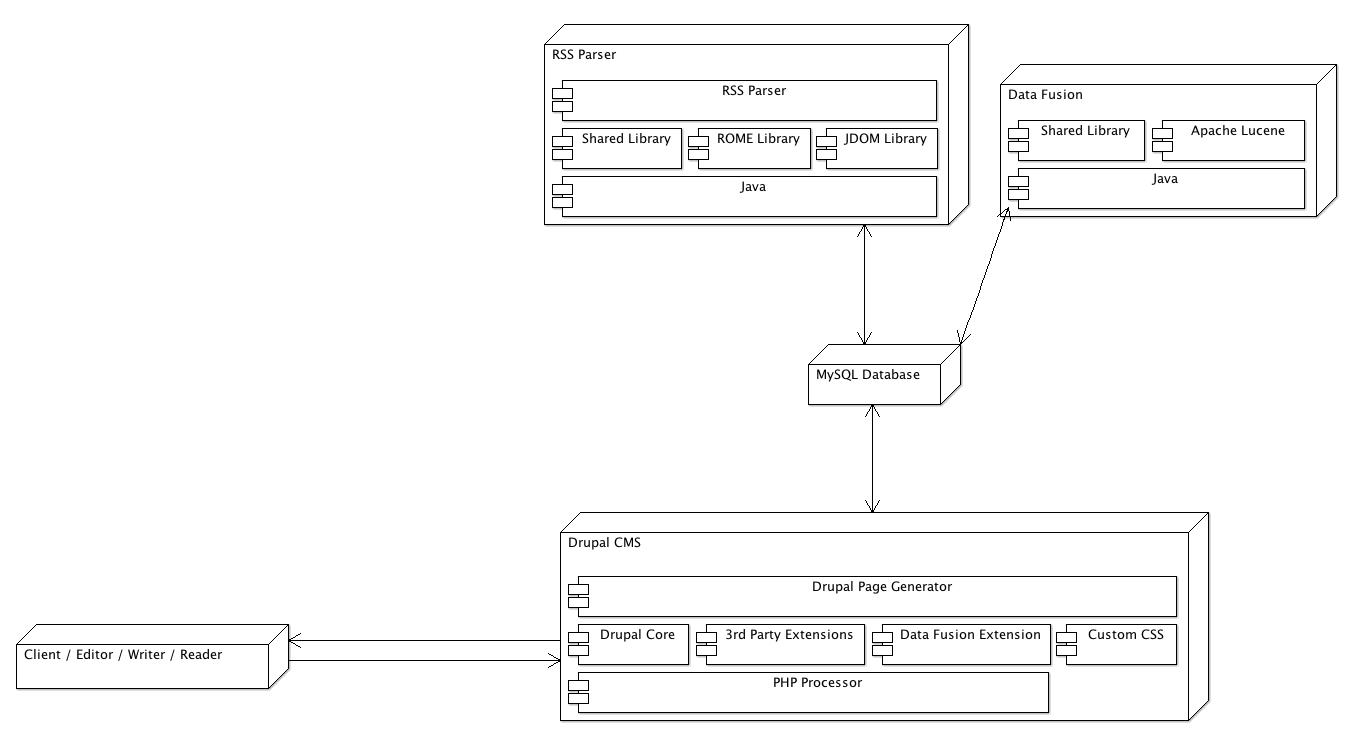 RSS Parser
RSS Parser
Shared Library
ROME Library
JDOM Library
Java
Data Fusion
Shared Library
Apache Lucene
Java
MySQL Database
Drupal CMS
Drupal Page Generator
Drupal Core
3rd Party Extensions
Data Fusion Extension
Custom CSS
PHP Processor
Client / Editor / Writer / Reader